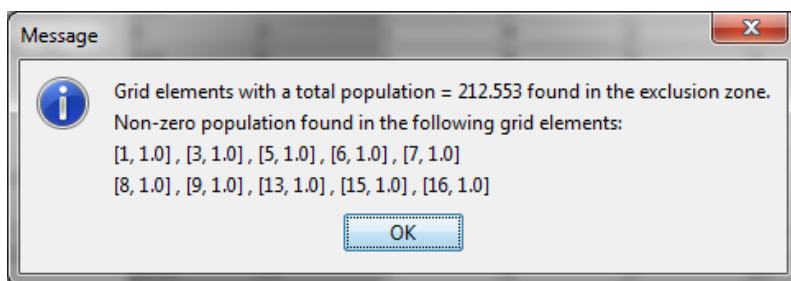 Message
Grid elements with a total population = 212.553 found in the exclusion zone.
Non-zero population found in the following grid elements:
[1, 1.0] , [3, 1.0] , [5, 1.0] , [6, 1.0] , [7, 1.0]
[8, 1.0] , [9, 1.0] , [13, 1.0] , [15, 1.0] , [16, 1.0]
OK